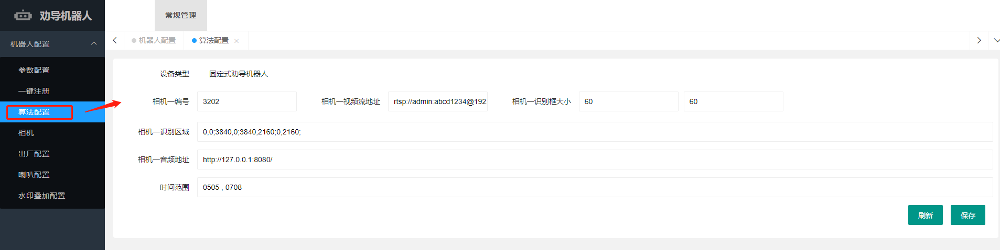 劝导机器人
常规管理
机器人配置
机器人配置
算法配置
参数配置
一键注册
算法配置
相机
出厂配置
喇叭配置
水印叠加配置
设备类型 固定式劝导机器人
相机一编号 3202 相机一视频流地址 rtsp://admin:abcd1234@192. 相机一识别框大小 60 60
相机一识别区域 0,0;3840,0;3840,2160;0,2160;
相机一音频地址 http://127.0.0.1:8080/
时间范围 0505 , 0708
刷新 保存